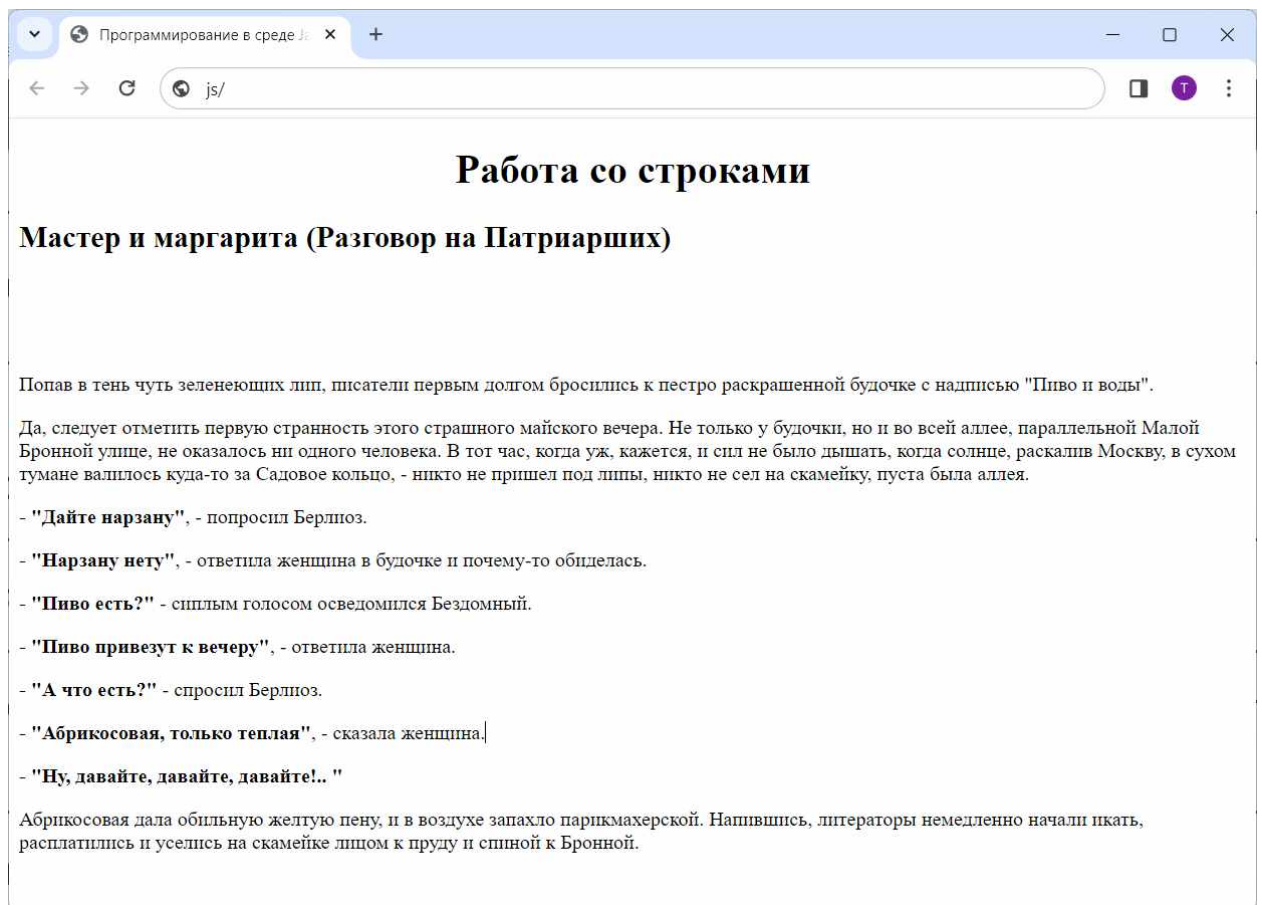 Программирование в среде Ja
js/
T
Работа со строками
Мастер и маргарита (Разговор на Патриарших)
Попав в тень чуть зеленеющих лип, писатели первым долгом бросились к пестро раскрашенной будочке с надписью "Пиво и воды".
Да, следует отметить первую странность этого страшного майского вечера. Не только у будочки, но и во всей аллее, параллельной Малой
Бронной улице, не оказалось ни одного человека. В тот час, когда уж, кажется, и сил не было дышать, когда солнце, раскалив Москву, в сухом
тумане валилось куда-то за Садовое кольцо, - никто не пришел под липы, никто не сел на скамейку, пуста была аллея.
- "Дайте нарзану", - попросил Берлиоз.
- "Нарзану нету", - ответила женщина в будочке и почему-то обиделась.
- "Пиво есть?" - сиплым голосом осведомился Бездомный.
- "Пиво привезут к вечеру", - ответила женщина.
- "А что есть?" - спросил Берлиоз.
- "Абрикосовая, только теплая", - сказала женщина.
- "Ну, давайте, давайте, давайте!.. "
Абрикосовая дала обильную желтую пену, и в воздухе запахло парикмахерской. Напившись, литераторы немедленно начали икать,
расплатились и уселись на скамейке лицом к пруду и спиной к Бронной.